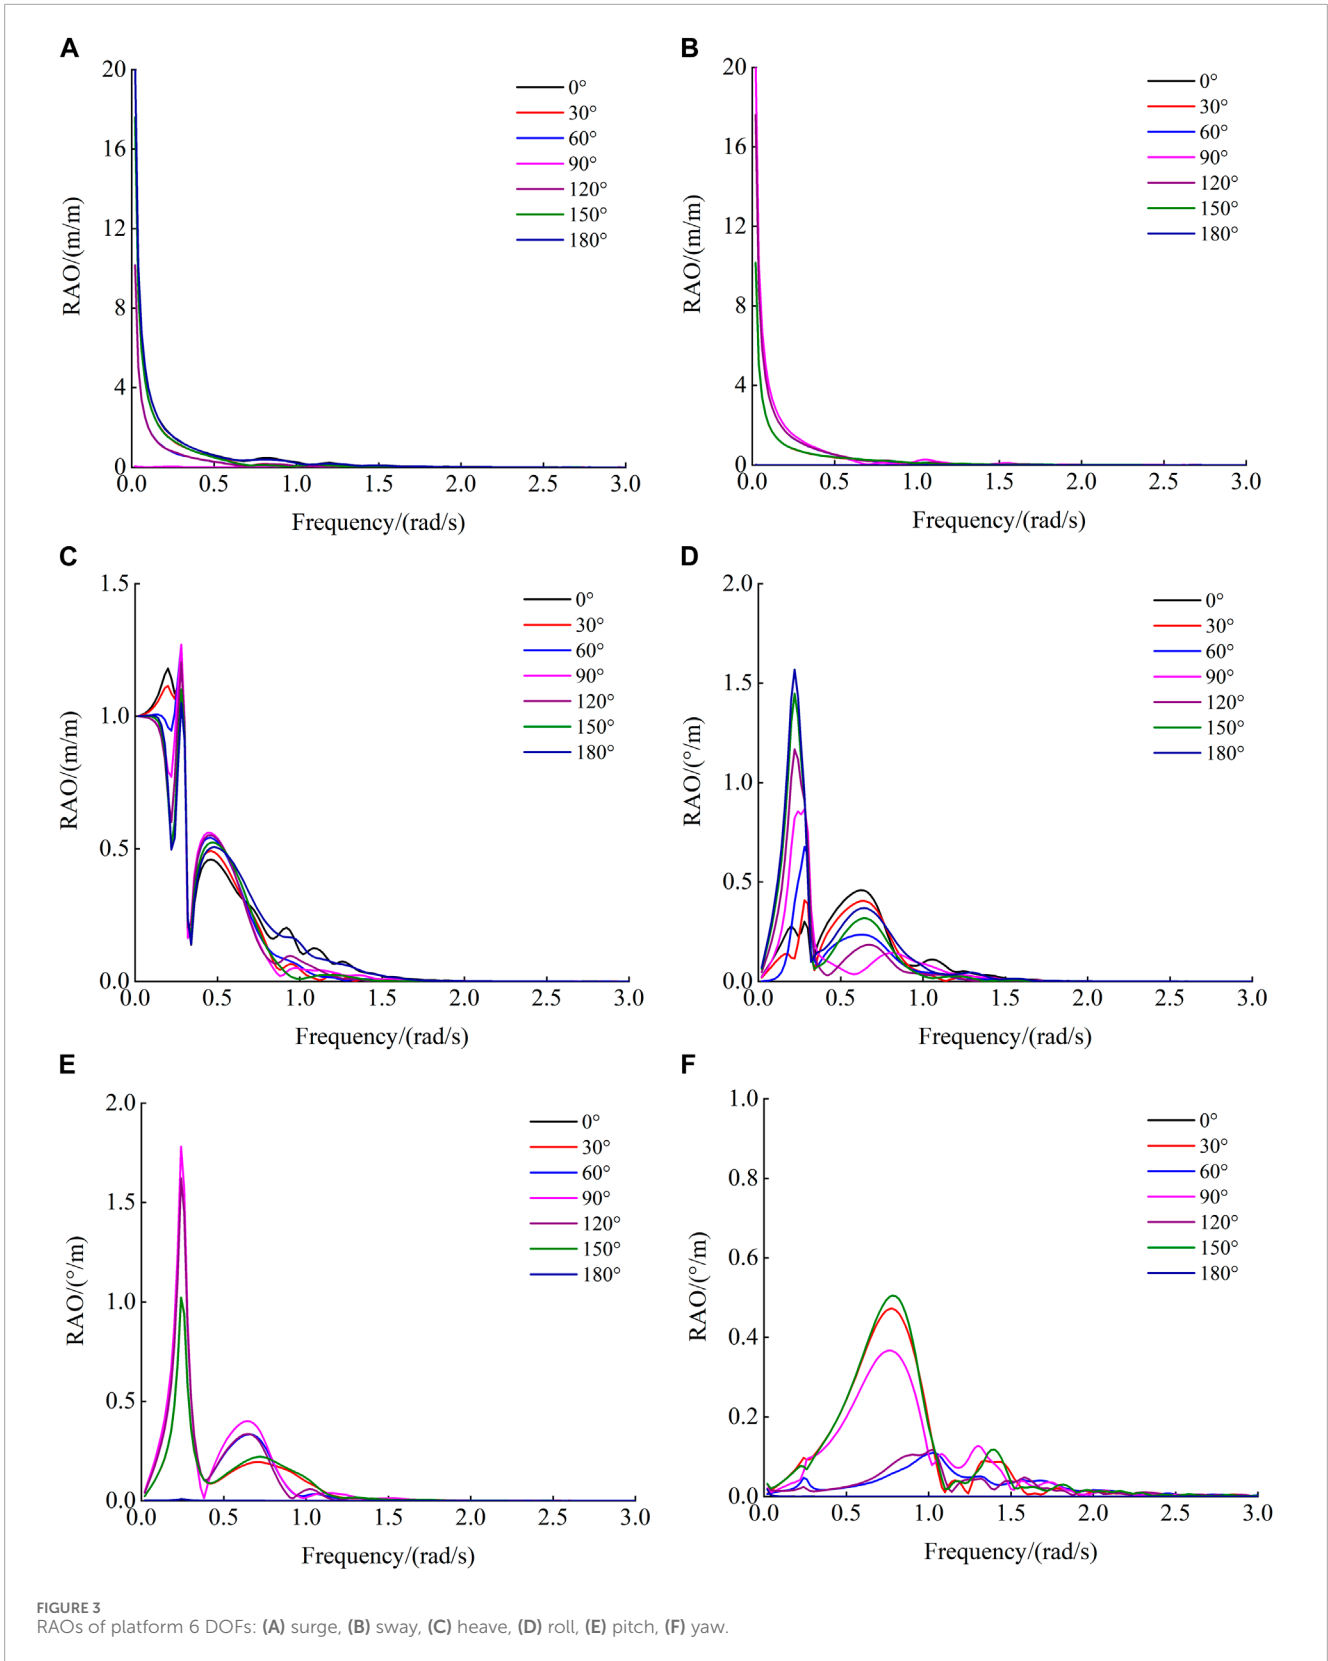 A
20
16
12
8
4
0
RAO/(m/m)
0.0 0.5 1.0 1.5 2.0 2.5 3.0
Frequency/(rad/s)
0°
30°
60°
90°
120°
150°
180°
B
20
16
12
8
4
0
RAO/(m/m)
0.0 0.5 1.0 1.5 2.0 2.5 3.0
Frequency/(rad/s)
0°
30°
60°
90°
120°
150°
180°
C
1.5
1.0
0.5
0.0
RAO/(m/m)
0.0 0.5 1.0 1.5 2.0 2.5 3.0
Frequency/(rad/s)
0°
30°
60°
90°
120°
150°
180°
D
2.0
1.5
1.0
0.5
0.0
RAO/(°/m)
0.0 0.5 1.0 1.5 2.0 2.5 3.0
Frequency/(rad/s)
0°
30°
60°
90°
120°
150°
180°
E
2.0
1.5
1.0
0.5
0.0
RAO/(°/m)
0.0 0.5 1.0 1.5 2.0 2.5 3.0
Frequency/(rad/s)
0°
30°
60°
90°
120°
150°
180°
F
1.0
0.8
0.6
0.4
0.2
0.0
RAO/(°/m)
0.0 0.5 1.0 1.5 2.0 2.5 3.0
Frequency/(rad/s)
0°
30°
60°
90°
120°
150°
180°
FIGURE 3
RAOs of platform 6 DOFs: (A) surge, (B) sway, (C) heave, (D) roll, (E) pitch, (F) yaw.